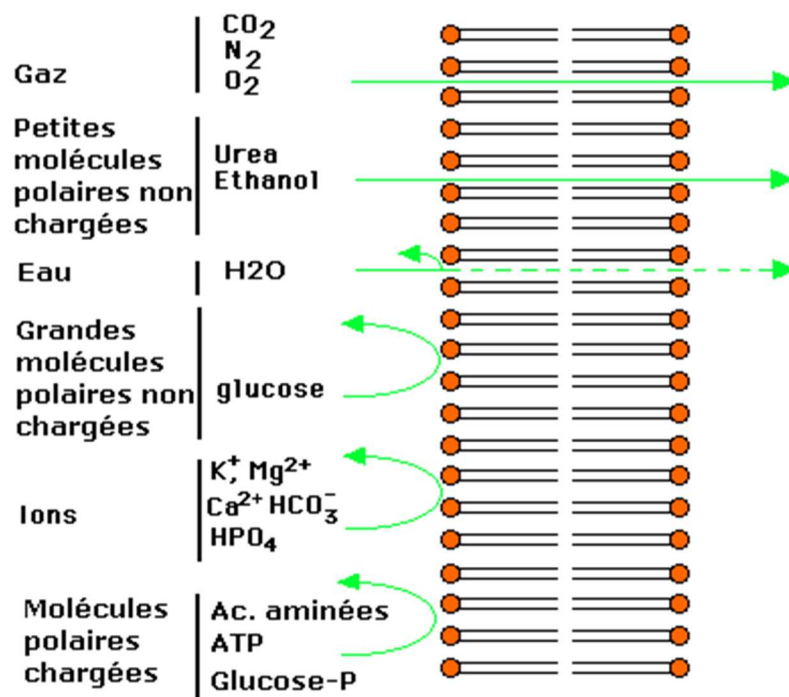 Gaz
CO₂
N₂
O₂
Petites
molécules
polaires non
chargées
Urea
Ethanol
Eau
H2O
Grandes
molécules
polaires non
chargées
glucose
Ions
K⁺, Mg²⁺
Ca²⁺ HCO₃⁻
HPO₄
Molécules
polaires
chargées
Ac. aminées
ATP
Glucose-P